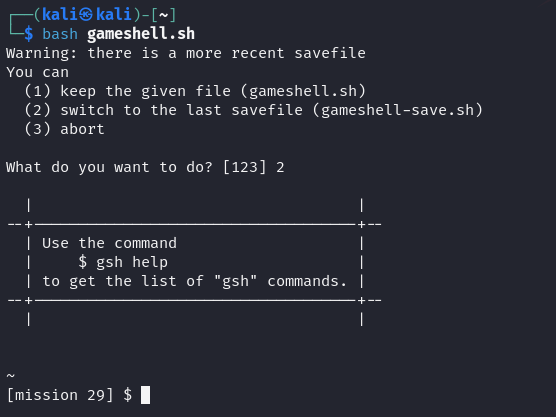 ┌──(kali㉿kali)-[~]
└─$ bash gameshell.sh
Warning: there is a more recent savefile
You can
  (1) keep the given file (gameshell.sh)
  (2) switch to the last savefile (gameshell-save.sh)
  (3) abort

What do you want to do? [123] 2

  |                                    |
--+------------------------------------+--
  | Use the command                    |
  |     $ gsh help                     |
  | to get the list of "gsh" commands. |
--+------------------------------------+--
  |                                    |

~
[mission 29] $